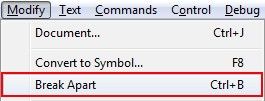 Modify Text Commands Control Debug
Document... Ctrl+J
Convert to Symbol... F8
Break Apart Ctrl+B